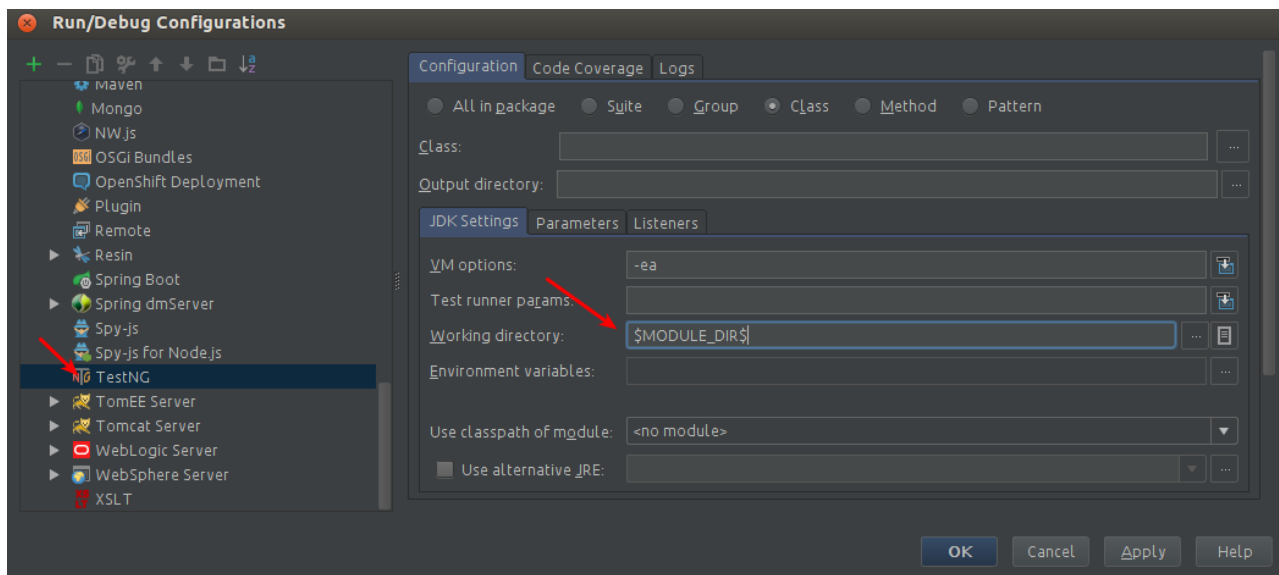 Run/Debug Configurations
Maven
Mongo
NW.js
OSGi Bundles
OpenShift Deployment
Plugin
Remote
Resin
Spring Boot
Spring dmServer
Spy-js
Spy-js for Node.js
TestNG
TomEE Server
Tomcat Server
WebLogic Server
WebSphere Server
XSLT
Configuration Code Coverage Logs
All in package Suite Group Class Method Pattern
Class: ...
Output directory: ...
JDK Settings Parameters Listeners
VM options: -ea
Test runner params:
Working directory: $MODULE_DIR$ ...
Environment variables: ...
Use classpath of module: <no module>
Use alternative JRE: ...
OK Cancel Apply Help